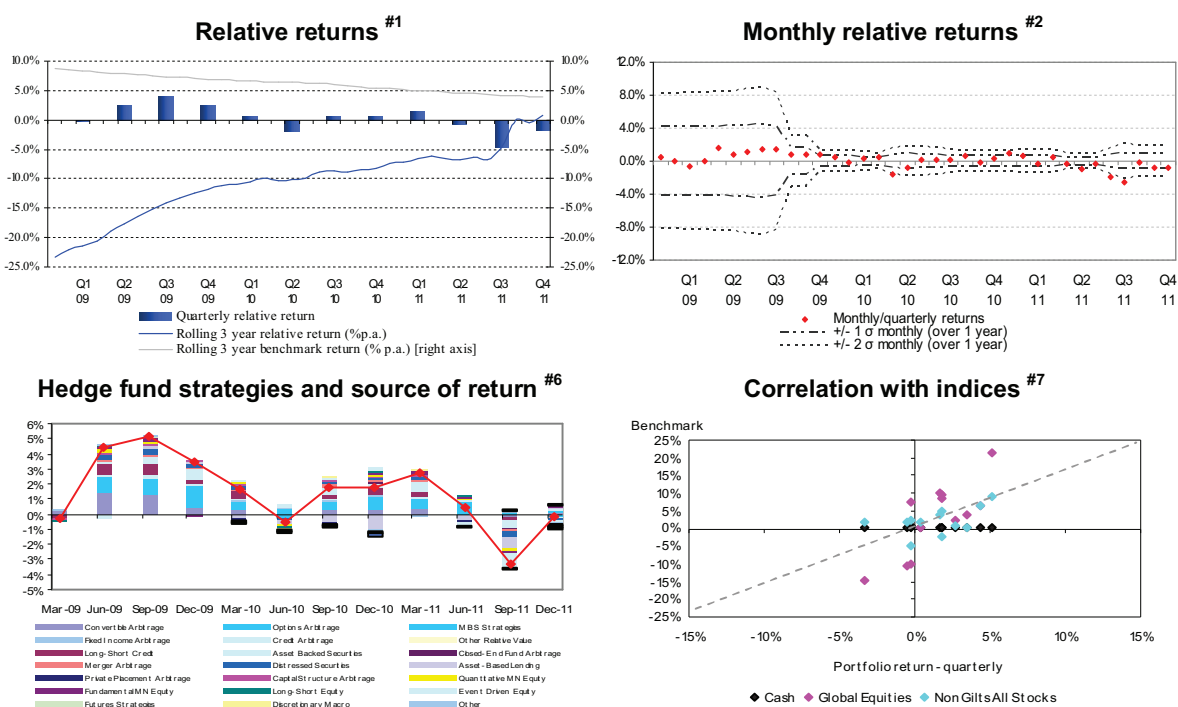 Relative returns #1
10.0%
5.0%
0.0%
-5.0%
-10.0%
-15.0%
-20.0%
-25.0%
10.0%
5.0%
0.0%
-5.0%
-10.0%
-15.0%
-20.0%
-25.0%
Q1 Q2 Q3 Q4 Q1 Q2 Q3 Q4 Q1 Q2 Q3 Q4
09 09 09 09 10 10 10 10 11 11 11 11
Quarterly relative return
Rolling 3 year relative return (%p.a.)
Rolling 3 year benchmark return (% p.a.) [right axis]
Monthly relative returns #2
12.0%
8.0%
4.0%
0.0%
-4.0%
-8.0%
-12.0%
Q1 Q2 Q3 Q4 Q1 Q2 Q3 Q4 Q1 Q2 Q3 Q4
09 09 09 09 10 10 10 10 11 11 11 11
Monthly/quarterly returns
+/- 1 σ monthly (over 1 year)
+/- 2 σ monthly (over 1 year)
Hedge fund strategies and source of return #6
6%
5%
4%
3%
2%
1%
0%
-1%
-2%
-3%
-4%
-5%
Mar-09 Jun-09 Sep-09 Dec-09 Mar-10 Jun-10 Sep-10 Dec-10 Mar-11 Jun-11 Sep-11 Dec-11
Convertible Arbitrage Options Arbitrage MBS Strategies
Fixed Income Arbitrage Credit Arbitrage Other Relative Value
Long-Short Credit Asset Backed Securities Closed-End Fund Arbitrage
Merger Arbitrage Distressed Securities Asset-Based Lending
Private Placement Arbitrage Capital Structure Arbitrage Quantitative MN Equity
Fundamental MN Equity Long-Short Equity Event Driven Equity
Futures Strategies Discretionary Macro Other
Correlation with indices #7
Benchmark
25%
20%
15%
10%
5%
0%
-5%
-10%
-15%
-20%
-25%
-15% -10% -5% 0% 5% 10% 15%
Portfolio return - quarterly
Cash Global Equities Non Gilts All Stocks